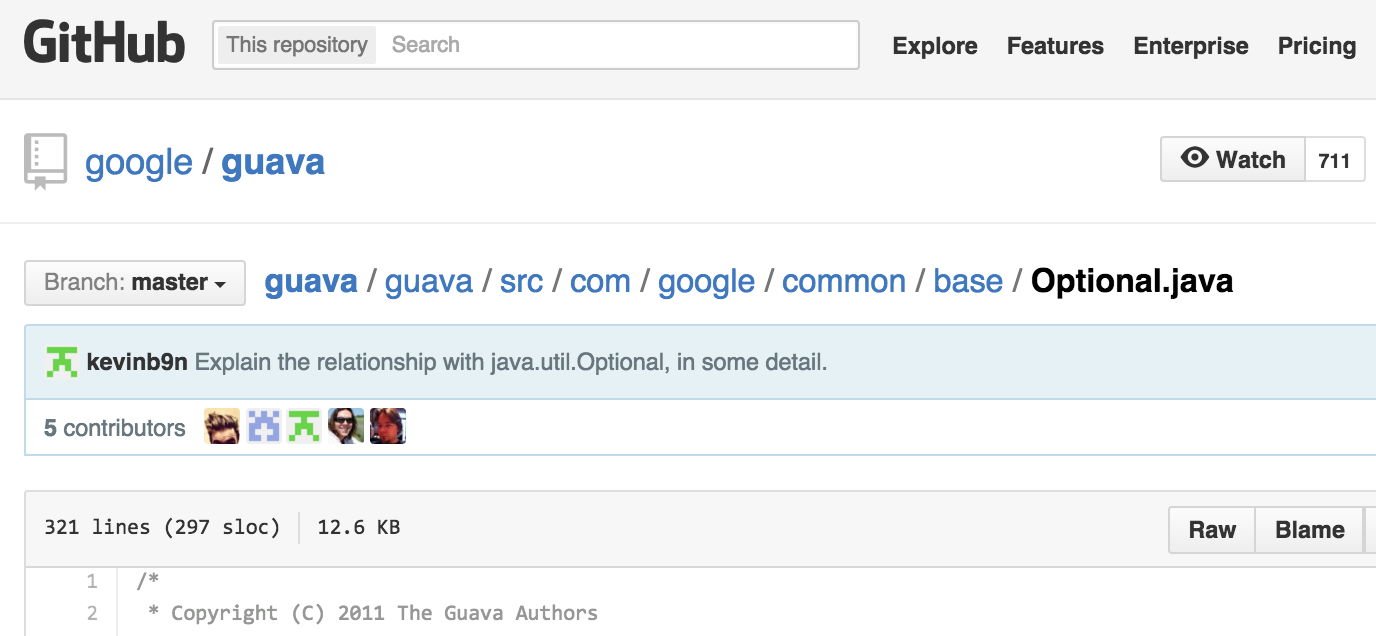 GitHub This repository Search Explore Features Enterprise Pricing
google / guava Watch 711
Branch: master guava / guava / src / com / google / common / base / Optional.java
kevinb9n Explain the relationship with java.util.Optional, in some detail.
5 contributors
321 lines (297 sloc) 12.6 KB Raw Blame
1 /*
2 * Copyright (C) 2011 The Guava Authors